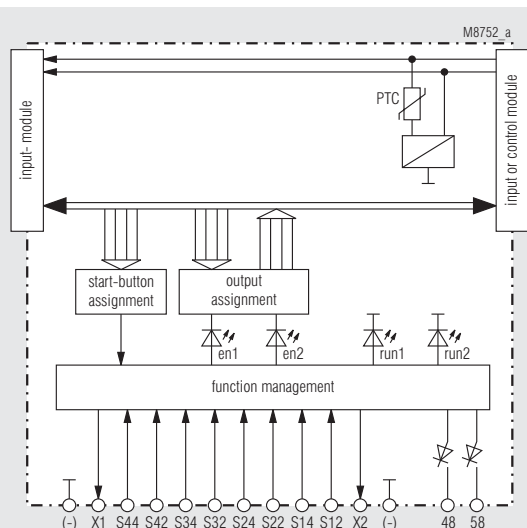 M8752_a
input- module
PTC
input or control module
start-button
assignment
output
assignment
en1
en2
run1
run2
function management
(-) X1 S44 S42 S34 S32 S24 S22 S14 S12 X2 (-) 48 58